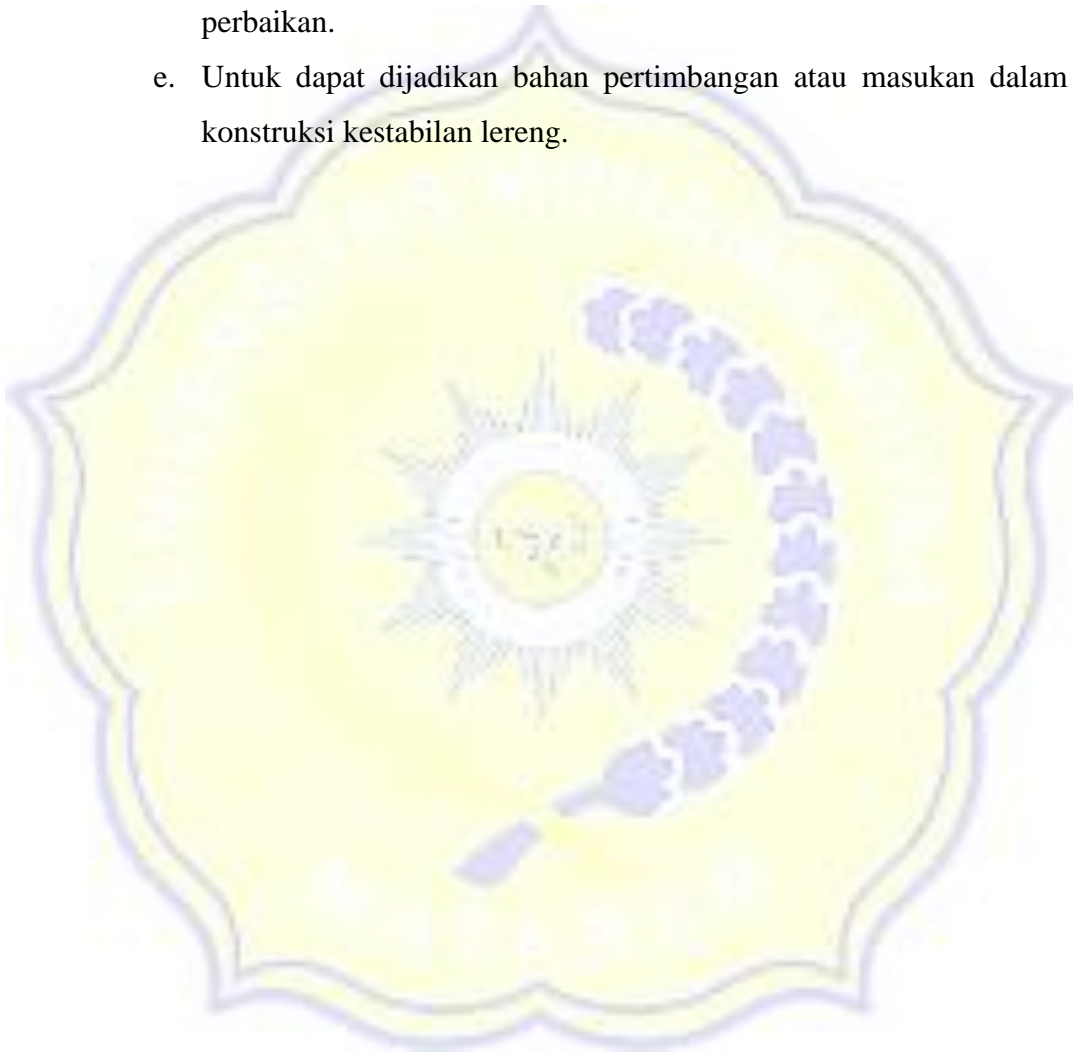 perbaikan.
e. Untuk dapat dijadikan bahan pertimbangan atau masukan dalam
konstruksi kestabilan lereng.